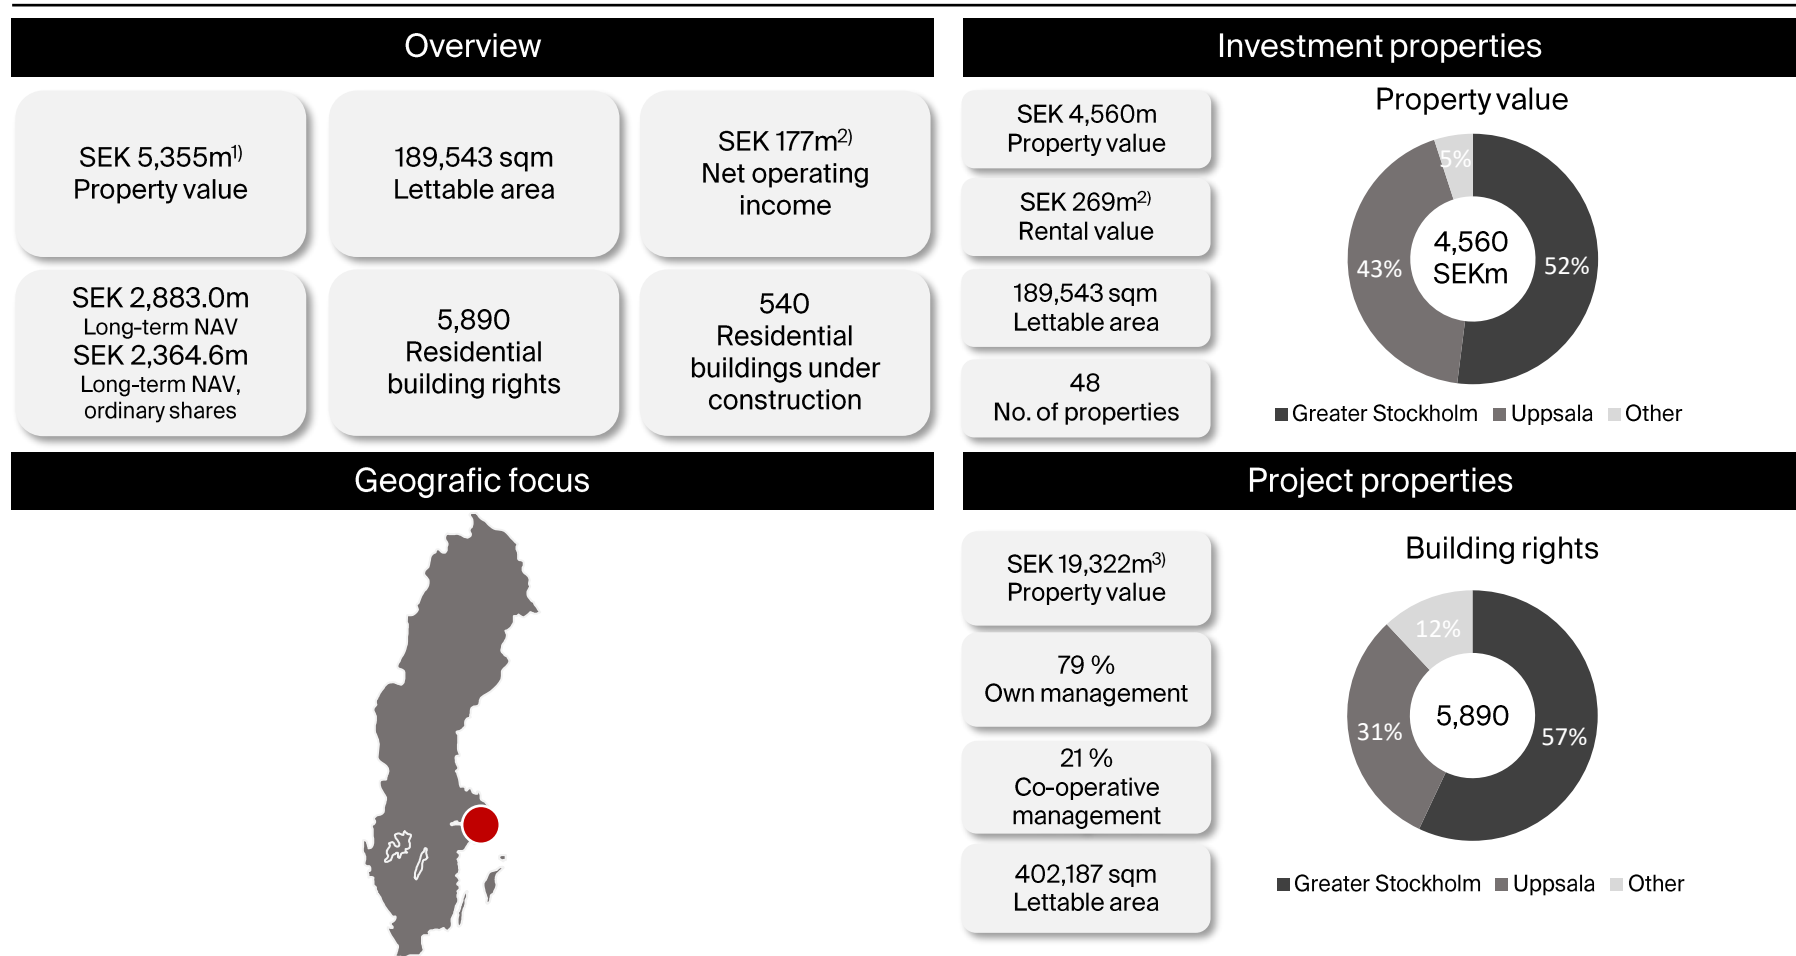 Overview
SEK 5,355m1)
Property value
189,543 sqm
Lettable area
SEK 177m2)
Net operating
income
SEK 2,883.0m
Long-term NAV
SEK 2,364.6m
Long-term NAV,
ordinary shares
5,890
Residential
building rights
540
Residential
buildings under
construction
Investment properties
SEK 4,560m
Property value
SEK 269m2)
Rental value
189,543 sqm
Lettable area
48
No. of properties
Property value
5%
43%
4,560
SEKm
52%
Greater Stockholm Uppsala Other
Geografic focus
Project properties
SEK 19,322m3)
Property value
79 %
Own management
21 %
Co-operative
management
402,187 sqm
Lettable area
Building rights
12%
31%
5,890
57%
Greater Stockholm Uppsala Other